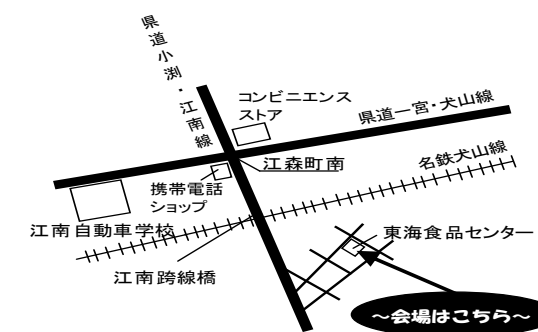 県道小渕・江南線
コンビニエンス
ストア
県道一宮・犬山線
江森町南
名鉄犬山線
携帯電話
ショップ
江南自動車学校
東海食品センター
江南跨線橋
～会場はこちら～